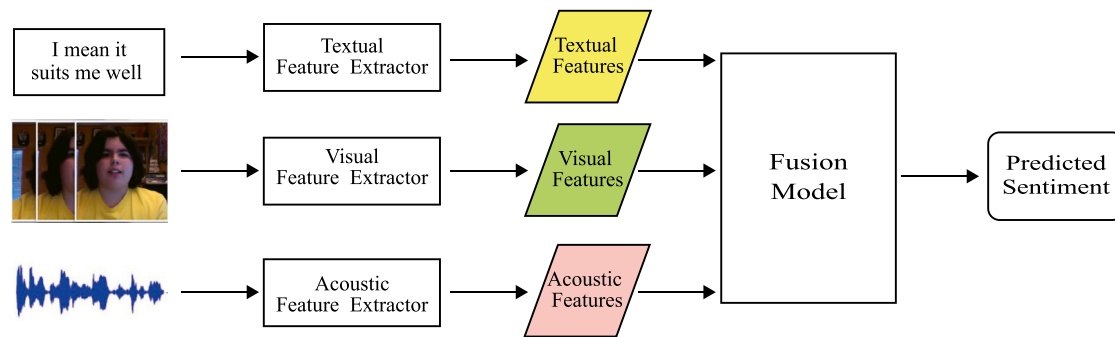 I mean it
suits me well
Textual
Feature Extractor
Textual
Features
Visual
Feature Extractor
Visual
Features
Acoustic
Feature Extractor
Acoustic
Features
Fusion
Model
Predicted
Sentiment